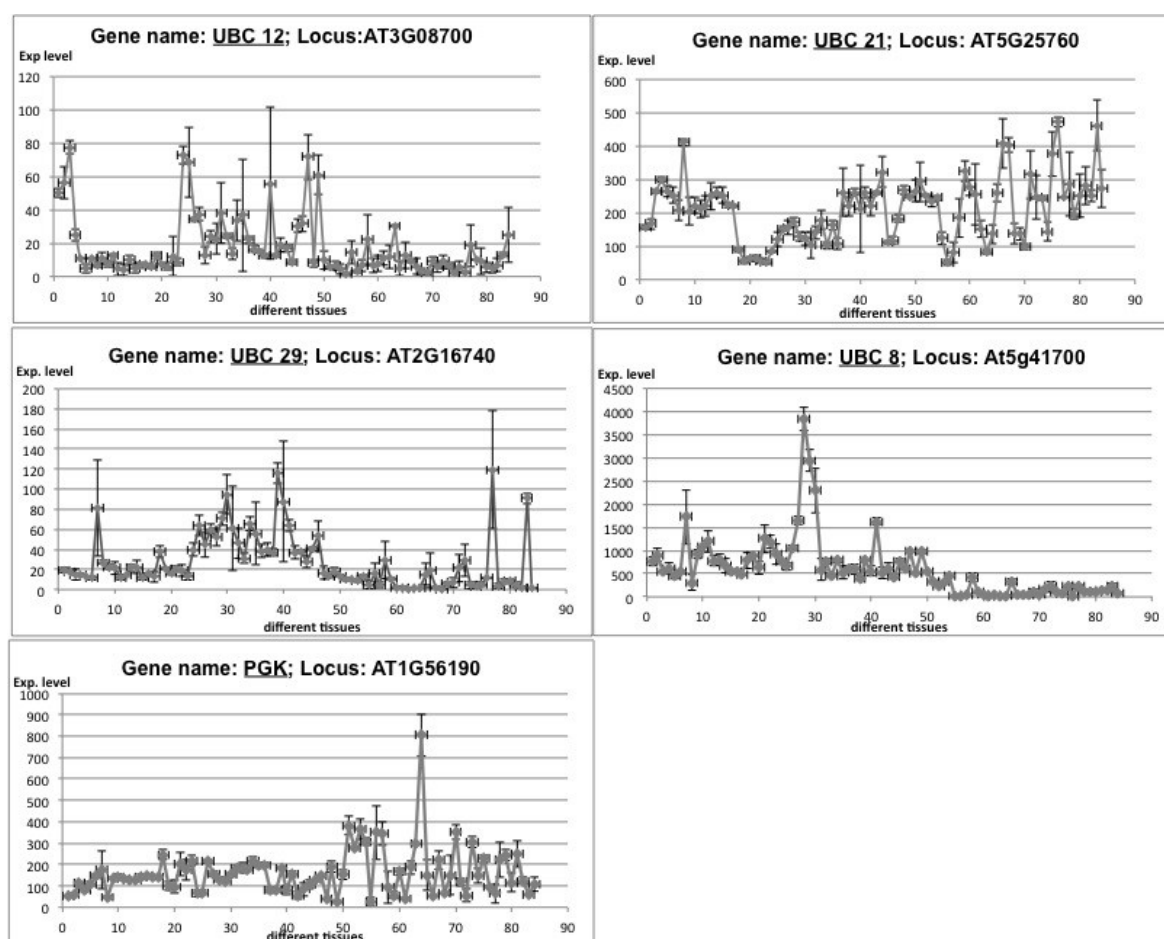 Gene name: UBC 12; Locus:AT3G08700
Exp level
120
100
80
60
40
20
0
0 10 20 30 40 50 60 70 80 90
different tissues
Gene name: UBC 21; Locus: AT5G25760
Exp. level
600
500
400
300
200
100
0
0 10 20 30 40 50 60 70 80 90
different tissues
Gene name: UBC 29; Locus: AT2G16740
Exp. level
200
180
160
140
120
100
80
60
40
20
0
0 10 20 30 40 50 60 70 80 90
different tissues
Gene name: UBC 8; Locus: At5g41700
Exp. level
4500
4000
3500
3000
2500
2000
1500
1000
500
0
0 10 20 30 40 50 60 70 80 90
different tissues
Gene name: PGK; Locus: AT1G56190
Exp. level
1000
900
800
700
600
500
400
300
200
100
0
0 10 20 30 40 50 60 70 80 90
different tissues